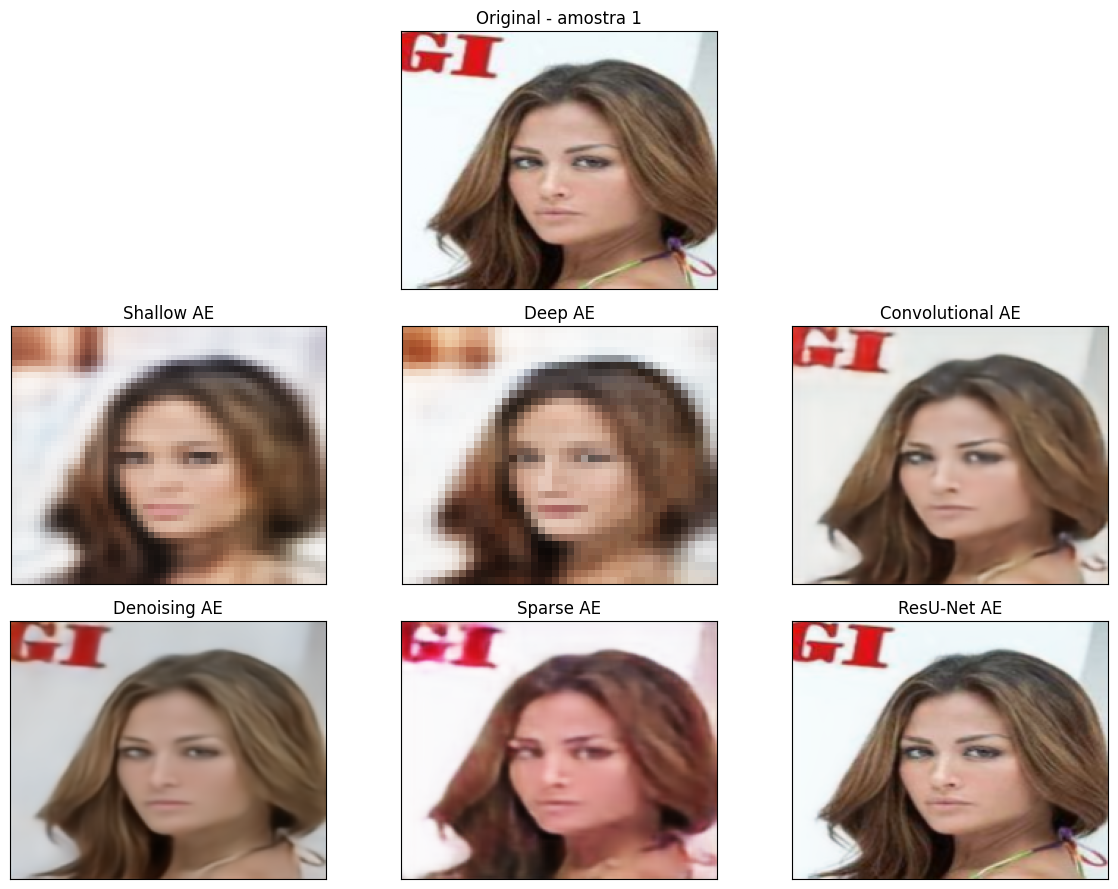 Original - amostra 1
GI
Shallow AE
Deep AE
Convolutional AE
GI
Denoising AE
Sparse AE
ResU-Net AE
GI
GI
GI